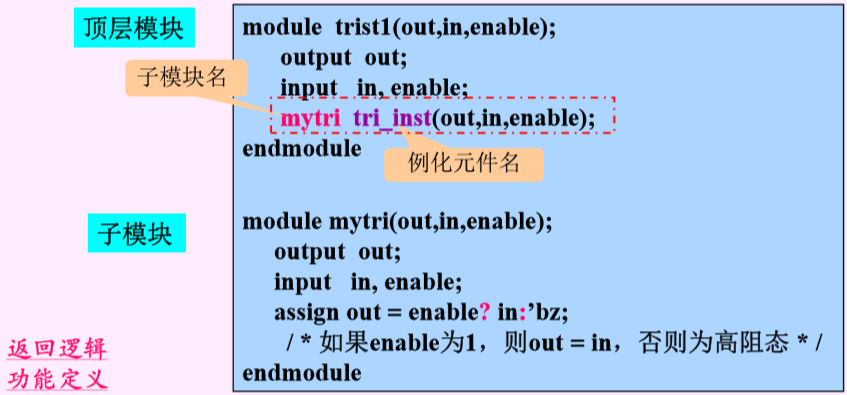 顶层模块
module trist1(out,in,enable);
output out;
子模块名
input in, enable;
mytri tri_inst(out,in,enable);
endmodule
例化元件名
子模块
module mytri(out,in,enable);
output out;
input in, enable;
assign out = enable? in:’bz;
/ * 如果enable为1，则out = in，否则为高阻态 * /
endmodule
返回逻辑
功能定义